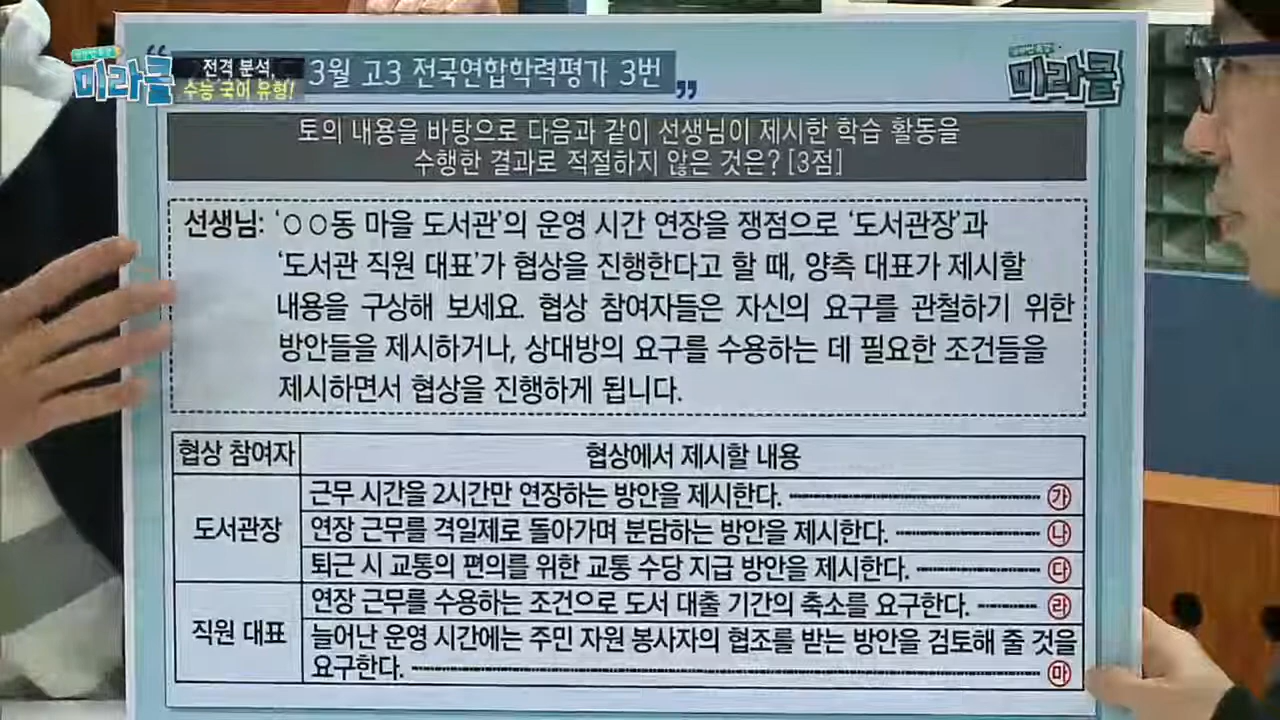 미라클
전격 분석,
수능 국어 유형!
“3월 고3 전국연합학력평가 3번”
미라클
토의 내용을 바탕으로 다음과 같이 선생님이 제시한 학습 활동을
수행한 결과로 적절하지 않은 것은? [3점]
선생님: ‘○○동 마을 도서관’의 운영 시간 연장을 쟁점으로 ‘도서관장’과
‘도서관 직원 대표’가 협상을 진행한다고 할 때, 양측 대표가 제시할
내용을 구상해 보세요. 협상 참여자들은 자신의 요구를 관철하기 위한
방안들을 제시하거나, 상대방의 요구를 수용하는 데 필요한 조건들을
제시하면서 협상을 진행하게 됩니다.
협상 참여자 협상에서 제시할 내용
도서관장
근무 시간을 2시간만 연장하는 방안을 제시한다. ㉮
연장 근무를 격일제로 돌아가며 분담하는 방안을 제시한다. ㉯
퇴근 시 교통의 편의를 위한 교통 수당 지급 방안을 제시한다. ㉰
직원 대표
연장 근무를 수용하는 조건으로 도서 대출 기간의 축소를 요구한다. ㉱
늘어난 운영 시간에는 주민 자원 봉사자의 협조를 받는 방안을 검토해 줄 것을
요구한다. ㉲